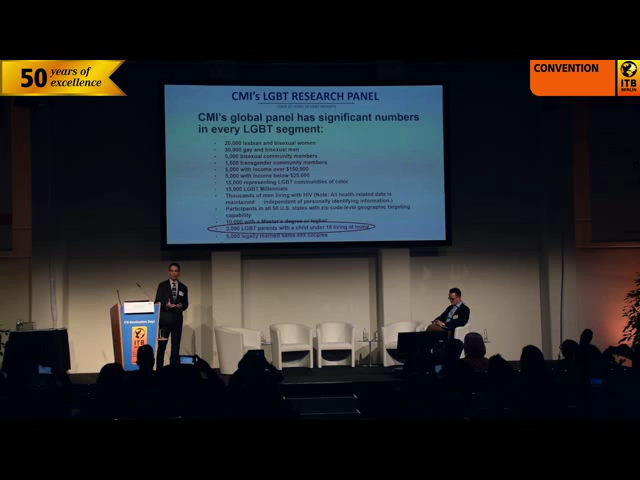 50 years of
excellence
CONVENTION
ITB
BERLIN
CMI's LGBT RESEARCH PANEL
CMI's global panel has significant numbers
in every LGBT segment:
20,000 lesbian and bisexual women
30,000 gay and bisexual men
5,000 bisexual community members
1,500 transgender community members
5,000 with income over $150,000
5,000 with income below $25,000
15,000 representing LGBT communities of color
15,000 LGBT Millennials
Thousands of men living with HIV (Note: All health-related data is
maintained independent of personally identifying information.)
Participants in all 50 U.S. states with zip code-level geographic targeting
capability
10,000 with a Master's degree or higher
3,000 LGBT parents with a child under 18 living at home
5,000 legally married same-sex couples
ITB